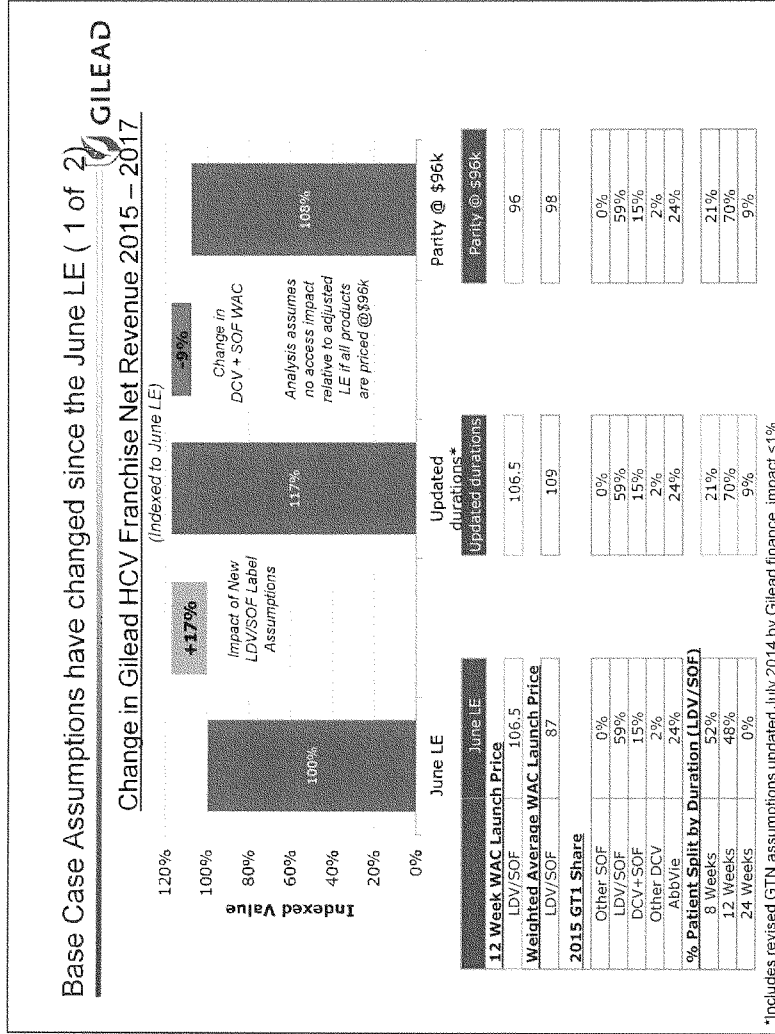 Base Case Assumptions have changed since the June LE ( 1 of 2)
GILEAD
Change in Gilead HCV Franchise Net Revenue 2015 – 2017
(Indexed to June LE)
Indexed Value
120%
100%
80%
60%
40%
20%
0%
100%
+17%
Impact of New
LDV/SOF Label
Assumptions
117%
-9%
Change in
DCV + SOF WAC
Analysis assumes
no access impact
relative to adjusted
LE if all products
are priced @$96k
108%
June LE
Updated
durations*
Parity @ $96k
June LE Updated durations Parity @ $96k
12 Week WAC Launch Price
LDV/SOF 106.5 106.5 96
Weighted Average WAC Launch Price
LDV/SOF 87 109 98
2015 GT1 Share
Other SOF 0% 0% 0%
LDV/SOF 59% 59% 59%
DCV+SOF 15% 15% 15%
Other DCV 2% 2% 2%
AbbVie 24% 24% 24%
% Patient Split by Duration (LDV/SOF)
8 Weeks 52% 21% 21%
12 Weeks 48% 70% 70%
24 Weeks 0% 9% 9%
*Includes revised GTN assumptions updated July 2014 by Gilead finance, impact <1%